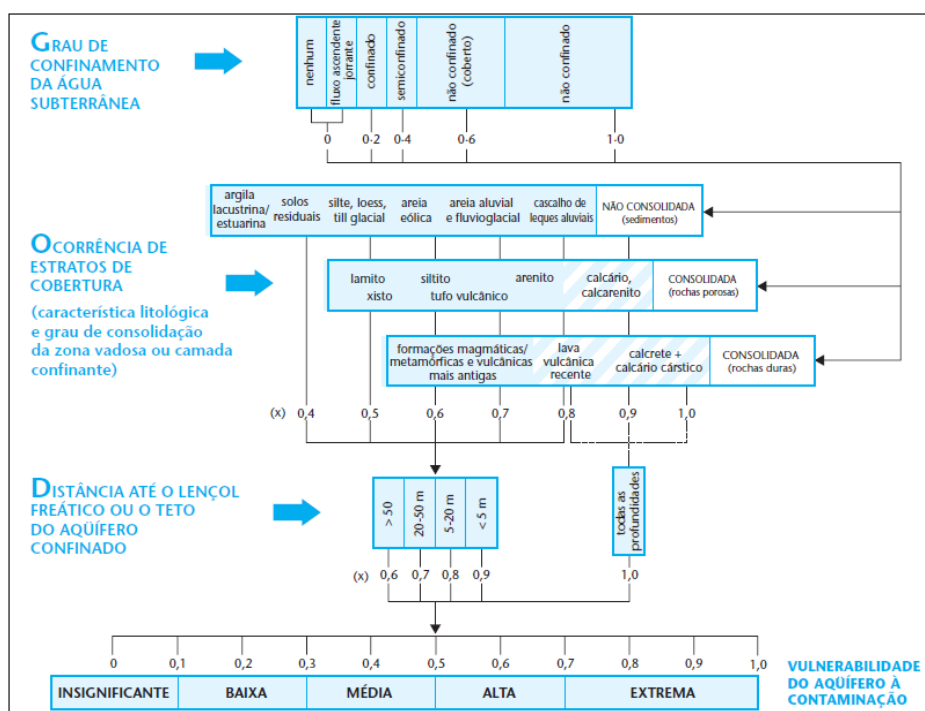 GRAU DE
CONFINAMENTO
DA ÁGUA
SUBTERRÂNEA
nenhum
fluxo ascendente
jorrante
confinado
semiconfinado
não confinado
(coberto)
não confinado
0
0-2
0-4
0-6
1-0
OCORRÊNCIA DE
ESTRATOS DE
COBERTURA
(característica litológica
e grau de consolidação
da zona vadosa ou camada
confinante)
argila
lacustrina/
estuarina
solos
residuais
silte, loess,
till glacial
areia
eólica
areia aluvial
e fluvioglacial
cascalho de
leques aluviais
NÃO CONSOLIDADA
(sedimentos)
lamito
xisto
siltito
tufo vulcânico
arenito
calcário,
calcarenito
CONSOLIDADA
(rochas porosas)
formações magmáticas/
metamórficas e vulcânicas
mais antigas
lava
vulcânica
recente
calcrete +
calcário cárstico
CONSOLIDADA
(rochas duras)
(x) 0,4 0,5 0,6 0,7 0,8 0,9 1,0
DISTÂNCIA ATÉ O LENÇOL
FREÁTICO OU O TETO
DO AQÜÍFERO
CONFINADO
> 50
20-50 m
5-20 m
< 5 m
todas as
profundidades
(x) 0,6 0,7 0,8 0,9 1,0
0 0,1 0,2 0,3 0,4 0,5 0,6 0,7 0,8 0,9 1,0
INSIGNIFICANTE BAIXA MÉDIA ALTA EXTREMA
VULNERABILIDADE
DO AQÜÍFERO À
CONTAMINAÇÃO